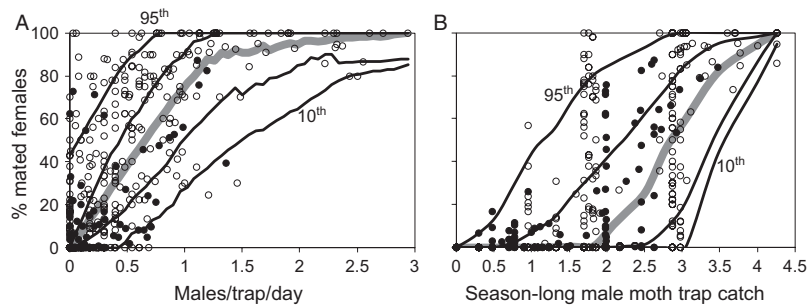 A
B
% mated females
100
80
60
40
20
0
95th
10th
0
0.5
1
1.5
2
2.5
3
Males/trap/day
95th
10th
0
0.5
1
1.5
2
2.5
3
3.5
4
4.5
Season-long male moth trap catch